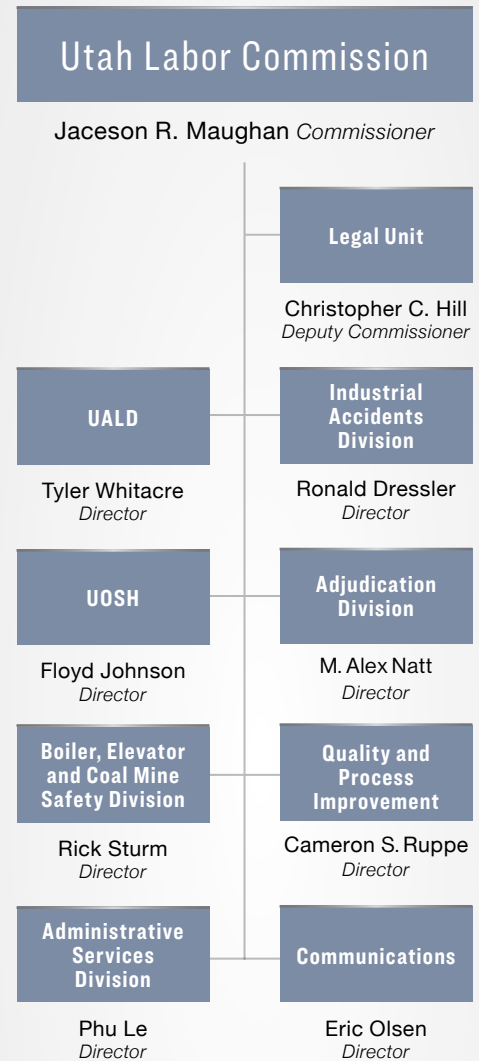 Utah Labor Commission
Jaceson R. Maughan Commissioner
Legal Unit
Christopher C. Hill
Deputy Commissioner
UALD
Tyler Whitacre
Director
Industrial
Accidents
Division
Ronald Dressler
Director
UOSH
Floyd Johnson
Director
Adjudication
Division
M. Alex Natt
Director
Boiler, Elevator
and Coal Mine
Safety Division
Rick Sturm
Director
Quality and
Process
Improvement
Cameron S. Ruppe
Director
Administrative
Services
Division
Phu Le
Director
Communications
Eric Olsen
Director